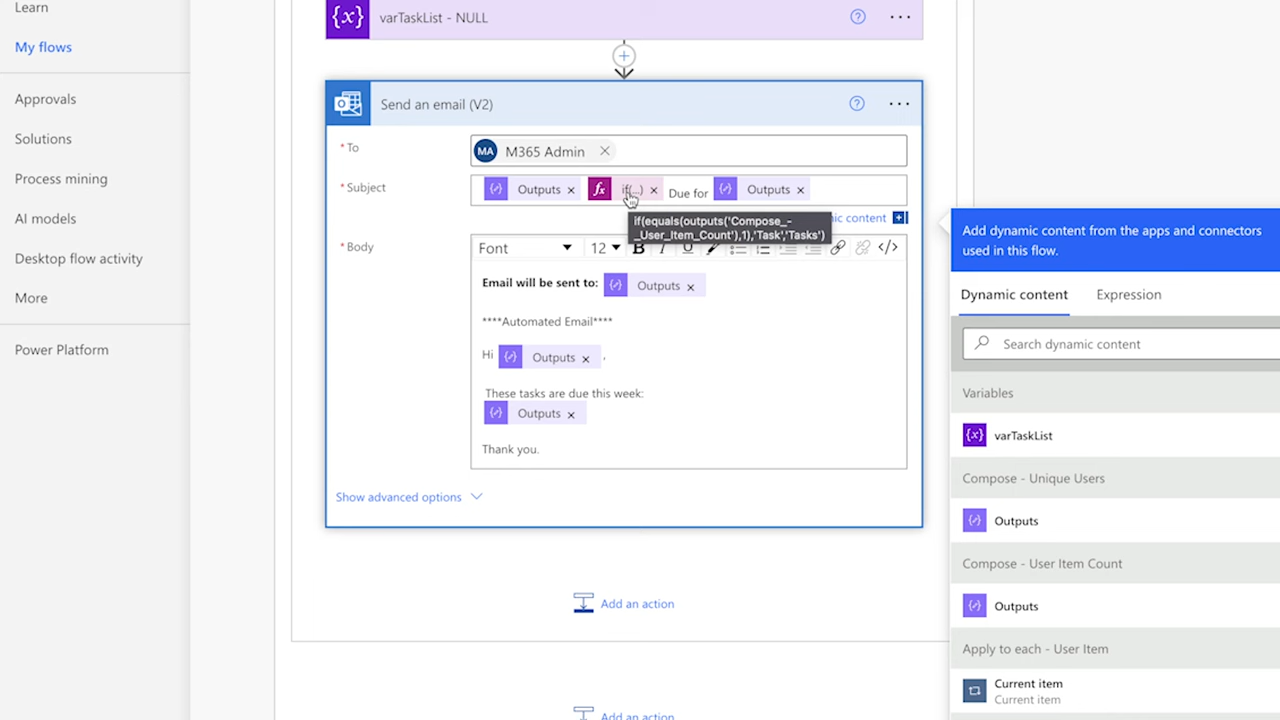 Learn
My flows
Approvals
Solutions
Process mining
AI models
Desktop flow activity
More
Power Platform
{x} varTaskList - NULL
Send an email (V2)
* To
MA M365 Admin
* Subject
Outputs fx if(...) Due for Outputs
ic content
if(equals(outputs('Compose_-
_User_Item_Count'),1),'Task','Tasks')
* Body
Font 12 B I U </>
Email will be sent to: Outputs
****Automated Email****
Hi Outputs ,
These tasks are due this week:
Outputs
Thank you.
Show advanced options
Add an action
Add an action
Add dynamic content from the apps and connectors
used in this flow.
Dynamic content Expression
Search dynamic content
Variables
{x} varTaskList
Compose - Unique Users
Outputs
Compose - User Item Count
Outputs
Apply to each - User Item
Current item
Current item